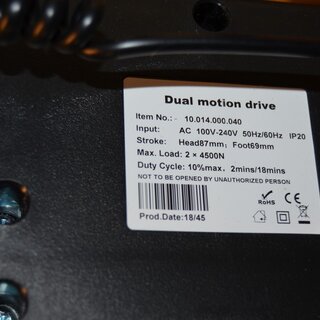 Dual motion drive
Item No.: 10.014.000.040
Input: AC 100V-240V 50Hz/60Hz IP20
Stroke: Head87mm; Foot69mm
Max. Load: 2 × 4500N
Duty Cycle: 10%max. 2mins/18mins
NOT TO BE OPENED BY UNAUTHORIZED PERSON
RoHS CE
Prod.Date:18/45